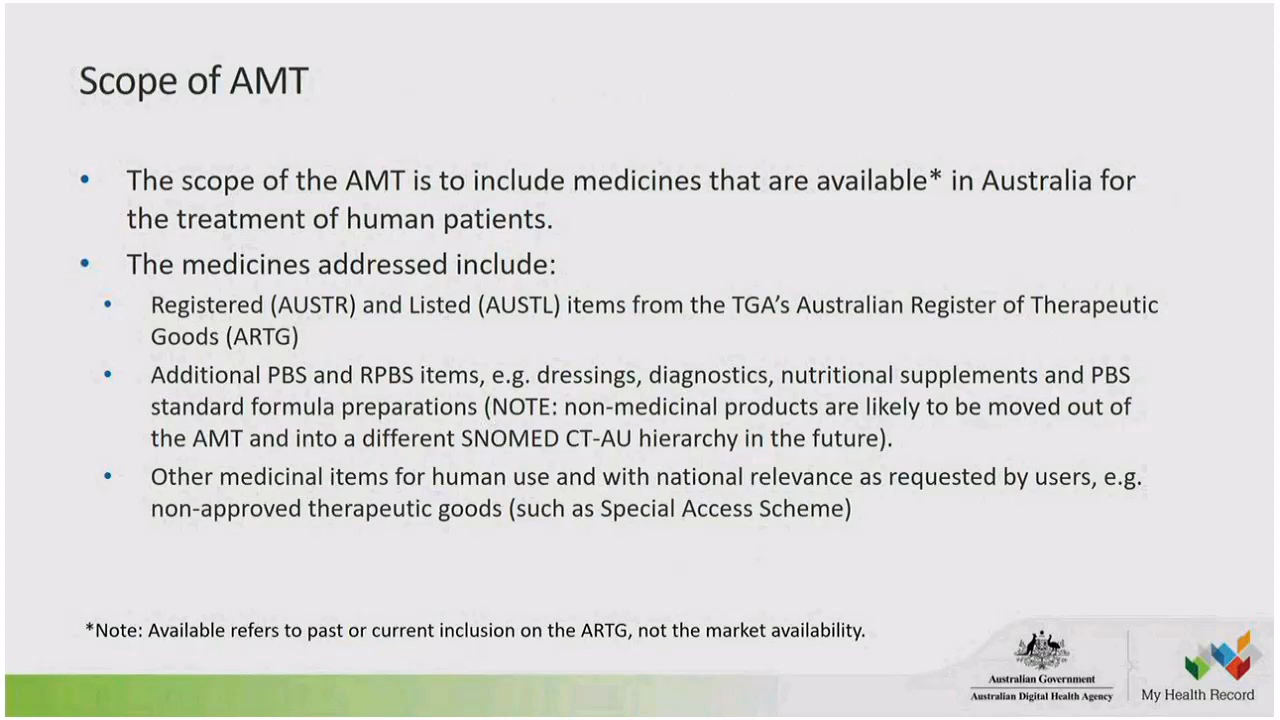 Scope of AMT
• The scope of the AMT is to include medicines that are available* in Australia for
the treatment of human patients.
• The medicines addressed include:
• Registered (AUSTR) and Listed (AUSTL) items from the TGA’s Australian Register of Therapeutic
Goods (ARTG)
• Additional PBS and RPBS items, e.g. dressings, diagnostics, nutritional supplements and PBS
standard formula preparations (NOTE: non-medicinal products are likely to be moved out of
the AMT and into a different SNOMED CT-AU hierarchy in the future).
• Other medicinal items for human use and with national relevance as requested by users, e.g.
non-approved therapeutic goods (such as Special Access Scheme)
*Note: Available refers to past or current inclusion on the ARTG, not the market availability.
Australian Government
Australian Digital Health Agency
My Health Record